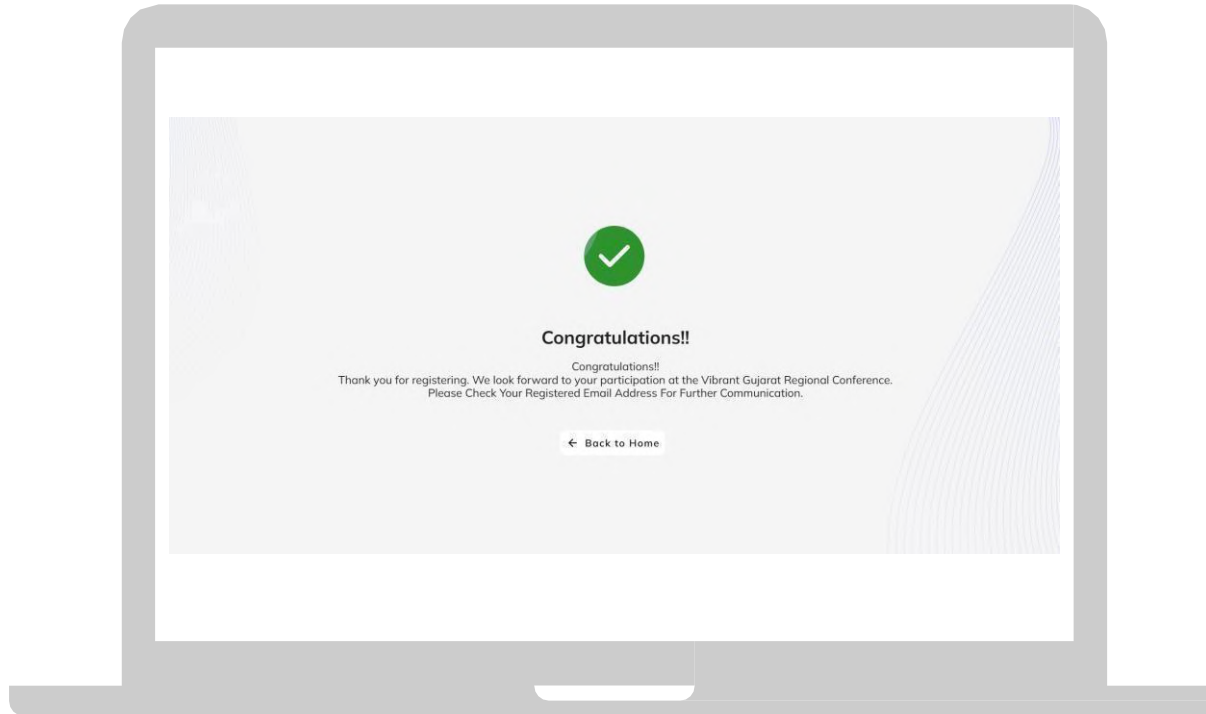 Congratulations!!
Congratulations!!
Thank you for registering. We look forward to your participation at the Vibrant Gujarat Regional Conference.
Please Check Your Registered Email Address For Further Communication.
← Back to Home